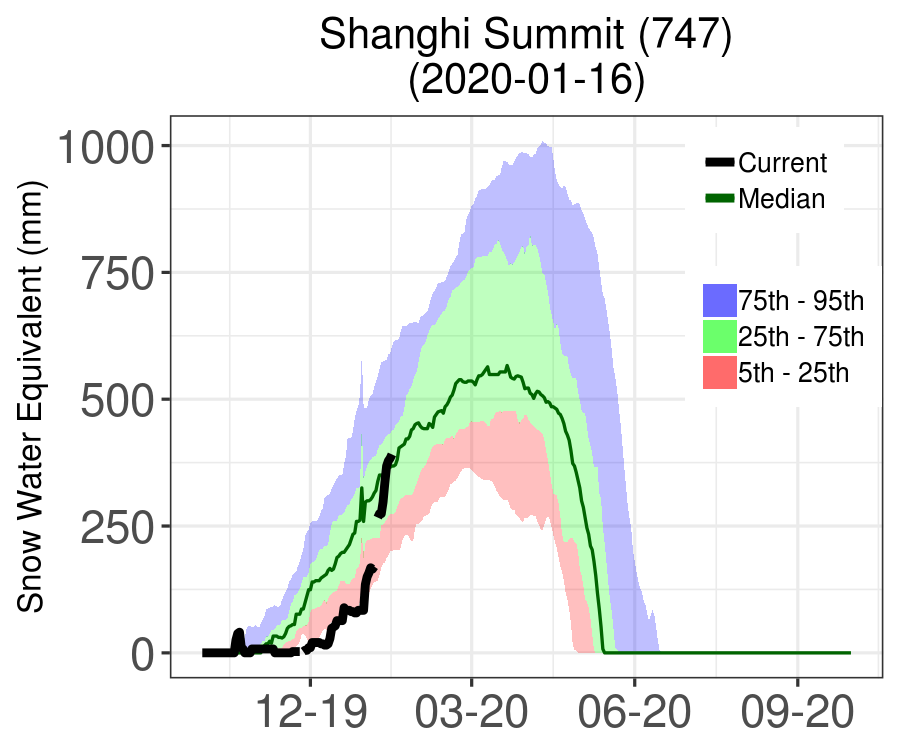 Shanghi Summit (747)
(2020-01-16)
Snow Water Equivalent (mm)
1000
750
500
250
0
12-19
03-20
06-20
09-20
Current
Median
75th - 95th
25th - 75th
5th - 25th